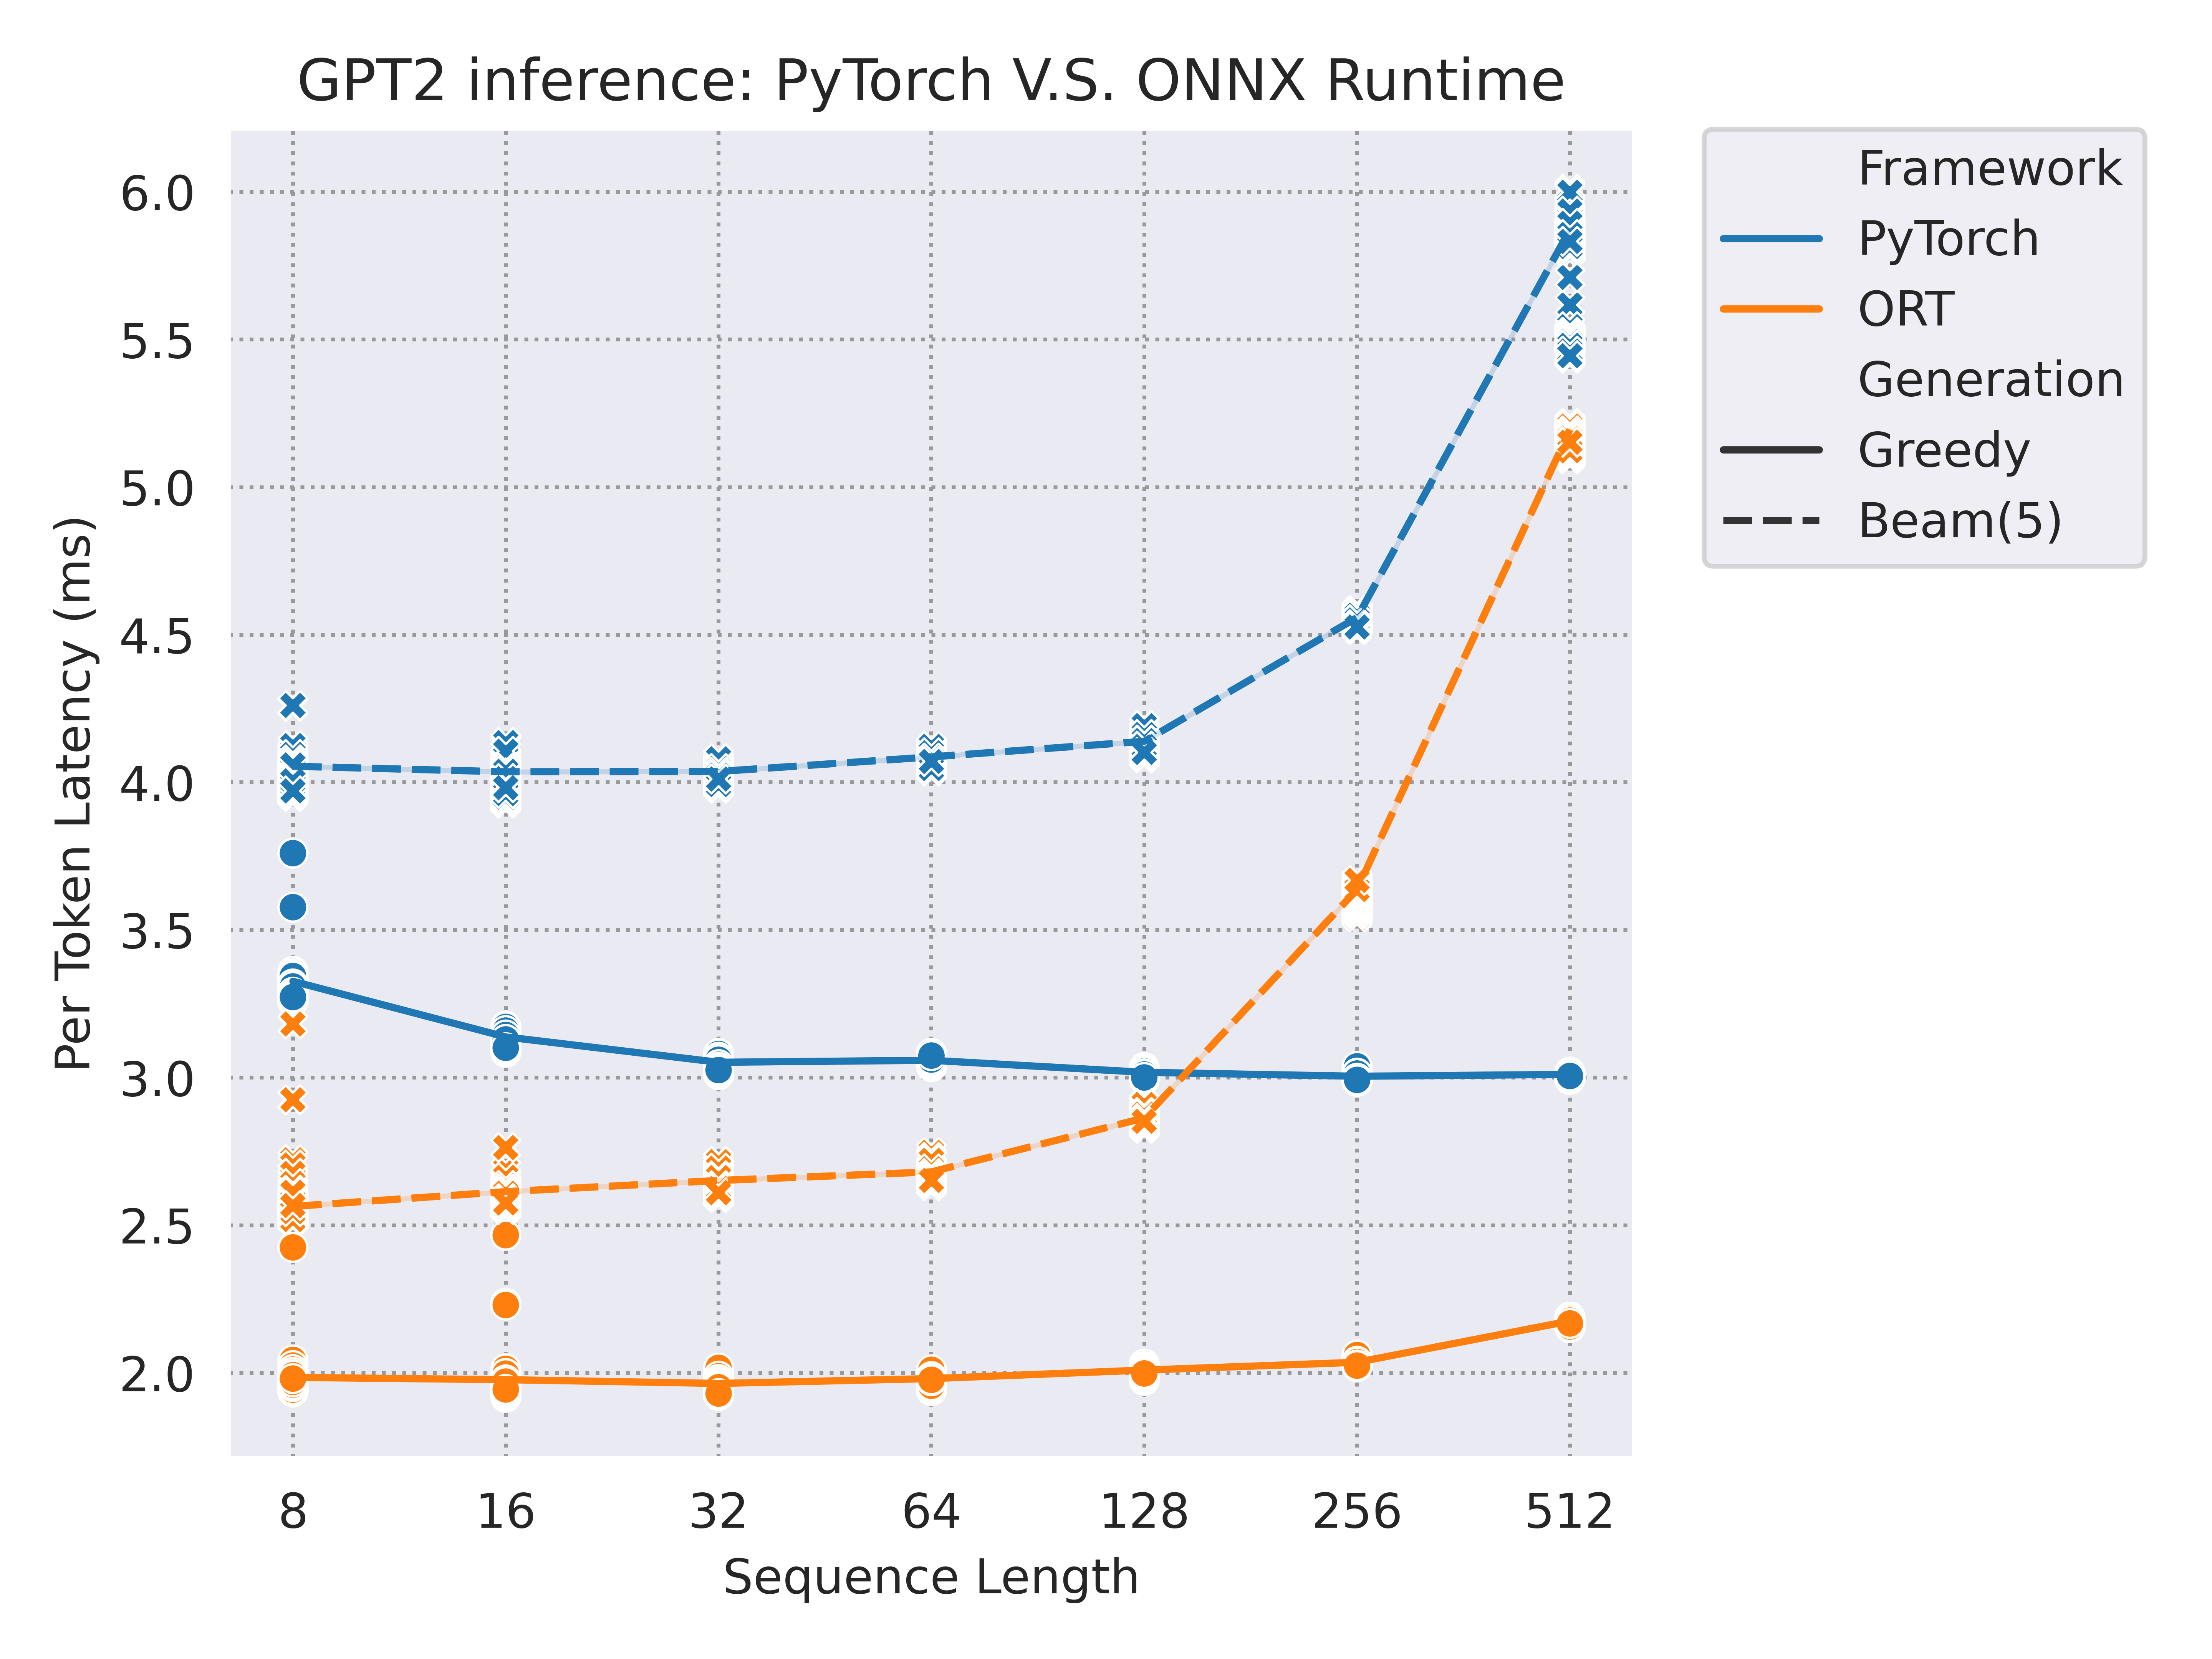 GPT2 inference: PyTorch V.S. ONNX Runtime
Per Token Latency (ms)
6.0
5.5
5.0
4.5
4.0
3.5
3.0
2.5
2.0
8 16 32 64 128 256 512
Sequence Length
Framework
PyTorch
ORT
Generation
Greedy
Beam(5)